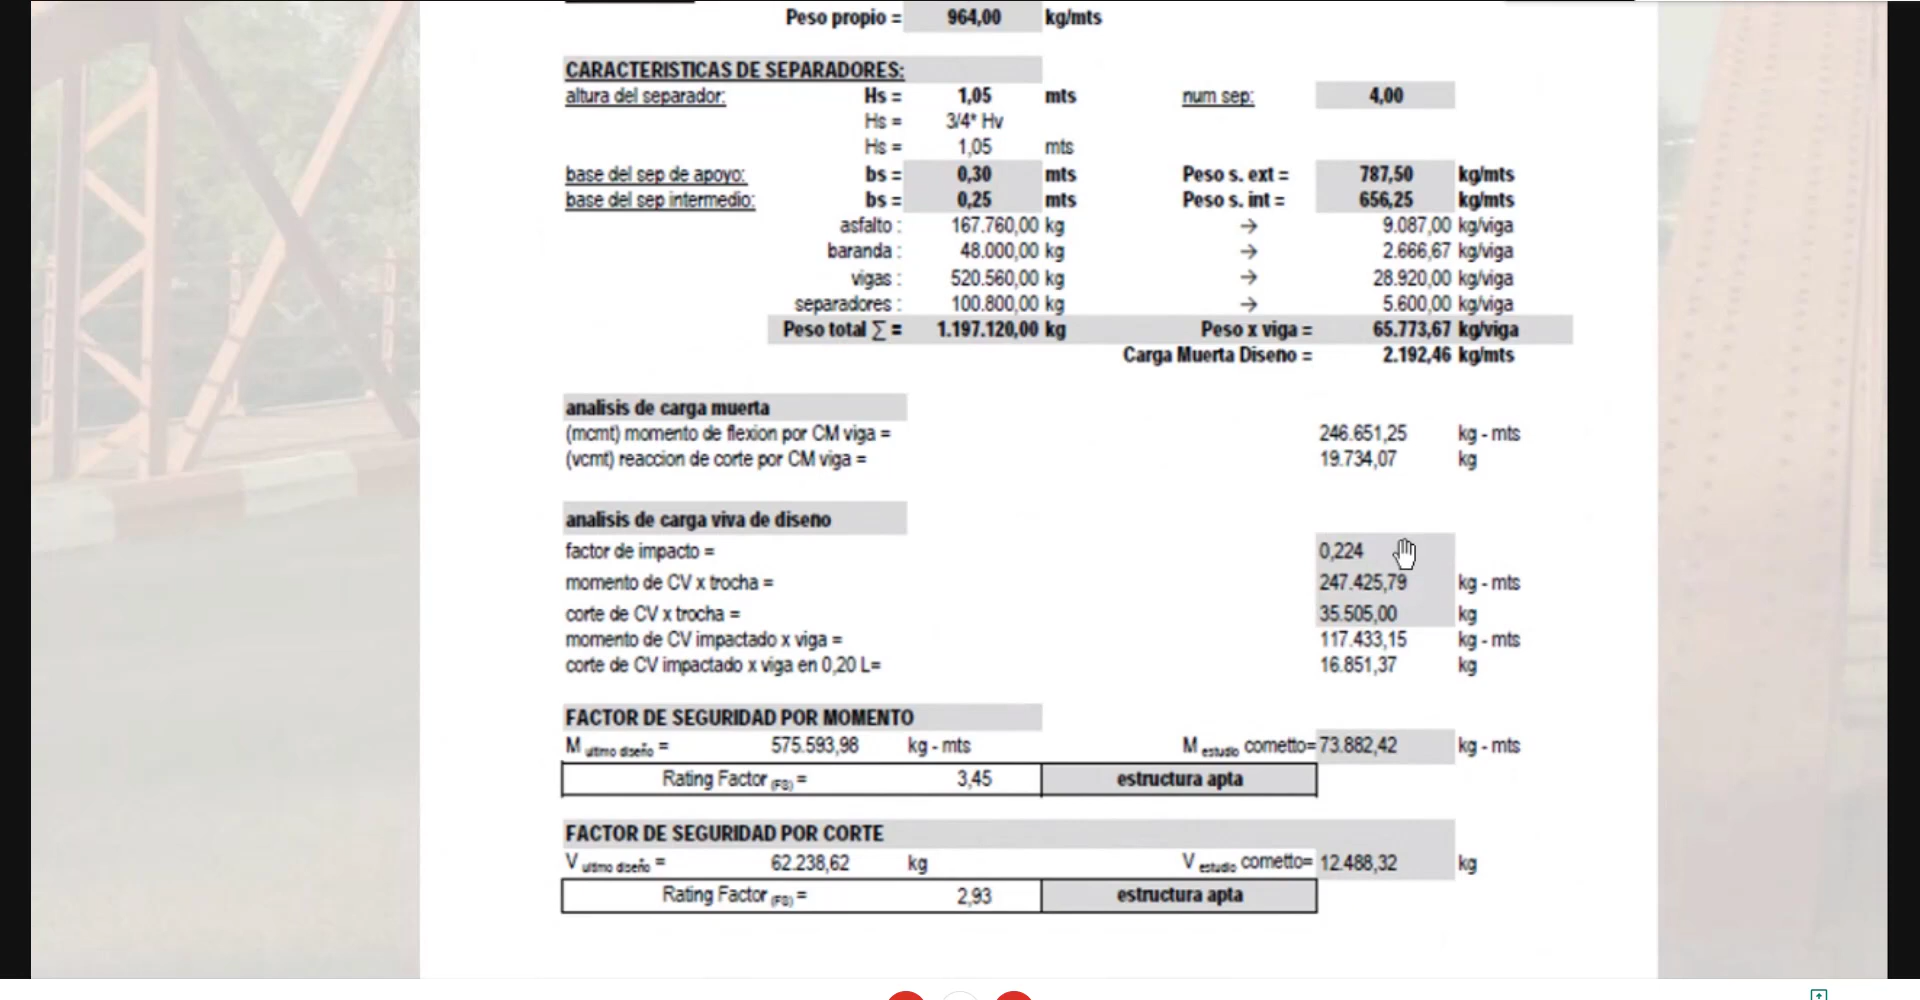 Peso propio = 964,00 kg/mts
CARACTERISTICAS DE SEPARADORES:
altura del separador: Hs = 1,05 mts num sep: 4,00
Hs = 3/4* Hv
Hs = 1,05 mts
base del sep de apoyo: bs = 0,30 mts Peso s. ext = 787,50 kg/mts
base del sep intermedio: bs = 0,25 mts Peso s. int = 656,25 kg/mts
asfalto : 167.760,00 kg → 9.087,00 kg/viga
baranda : 48.000,00 kg → 2.666,67 kg/viga
vigas : 520.560,00 kg → 28.920,00 kg/viga
separadores : 100.800,00 kg → 5.600,00 kg/viga
Peso total ∑ = 1.197.120,00 kg Peso x viga = 65.773,67 kg/viga
Carga Muerta Diseno = 2.192,46 kg/mts
analisis de carga muerta
(mcmt) momento de flexion por CM viga = 246.651,25 kg - mts
(vcmt) reaccion de corte por CM viga = 19.734,07 kg
analisis de carga viva de diseño
factor de impacto = 0,224
momento de CV x trocha = 247.425,79 kg - mts
corte de CV x trocha = 35.505,00 kg
momento de CV impactado x viga = 117.433,15 kg - mts
corte de CV impactado x viga en 0,20 L= 16.851,37 kg
FACTOR DE SEGURIDAD POR MOMENTO
M ultimo diseño = 575.593,98 kg - mts M estudio cometto= 73.882,42 kg - mts
Rating Factor (FS) = 3,45 estructura apta
FACTOR DE SEGURIDAD POR CORTE
V ultimo diseño = 62.238,62 kg V estudio cometto= 12.488,32 kg
Rating Factor (FS) = 2,93 estructura apta